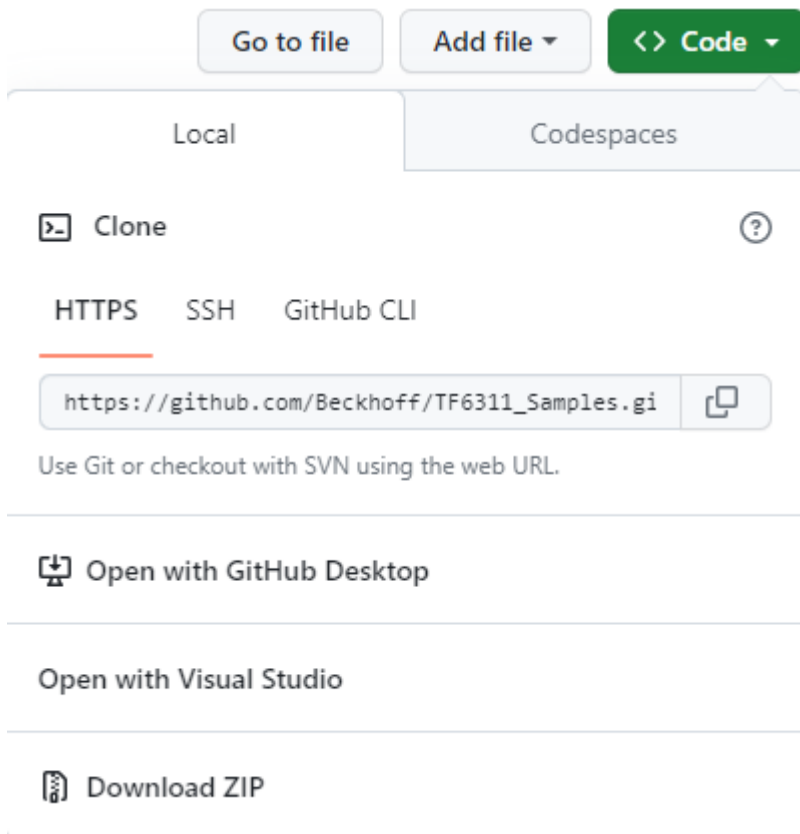 Go to file Add file <> Code
Local Codespaces
Clone
HTTPS SSH GitHub CLI
https://github.com/Beckhoff/TF6311_Samples.gi
Use Git or checkout with SVN using the web URL.
Open with GitHub Desktop
Open with Visual Studio
Download ZIP